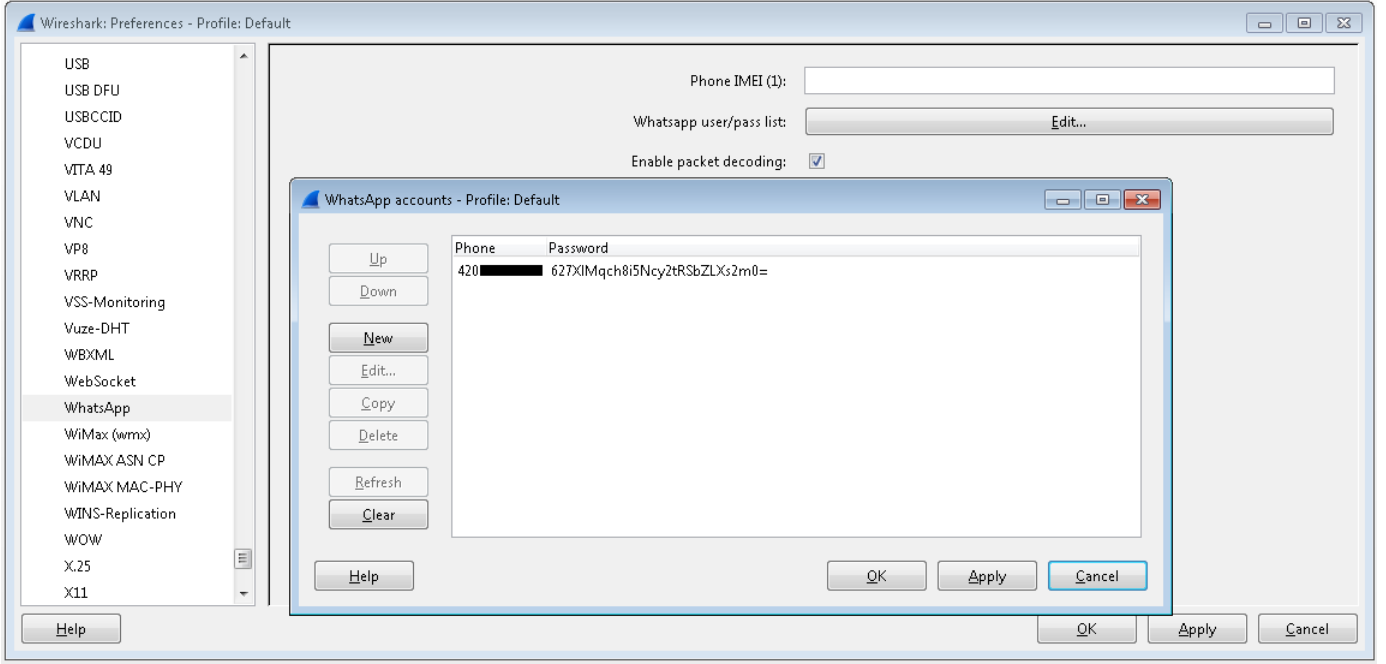 Wireshark: Preferences - Profile: Default
USB
USB DFU
USBCCID
VCDU
VITA 49
VLAN
VNC
VP8
VRRP
VSS-Monitoring
Vuze-DHT
WBXML
WebSocket
WhatsApp
WiMax (wmx)
WiMAX ASN CP
WiMAX MAC-PHY
WINS-Replication
WOW
X.25
X11
Phone IMEI (1):
Whatsapp user/pass list: Edit...
Enable packet decoding:
WhatsApp accounts - Profile: Default
Up
Down
New
Edit...
Copy
Delete
Refresh
Clear
Phone Password
420 627XIMqch8i5Ncy2tRSbZLXs2m0=
Help OK Apply Cancel
Help OK Apply Cancel